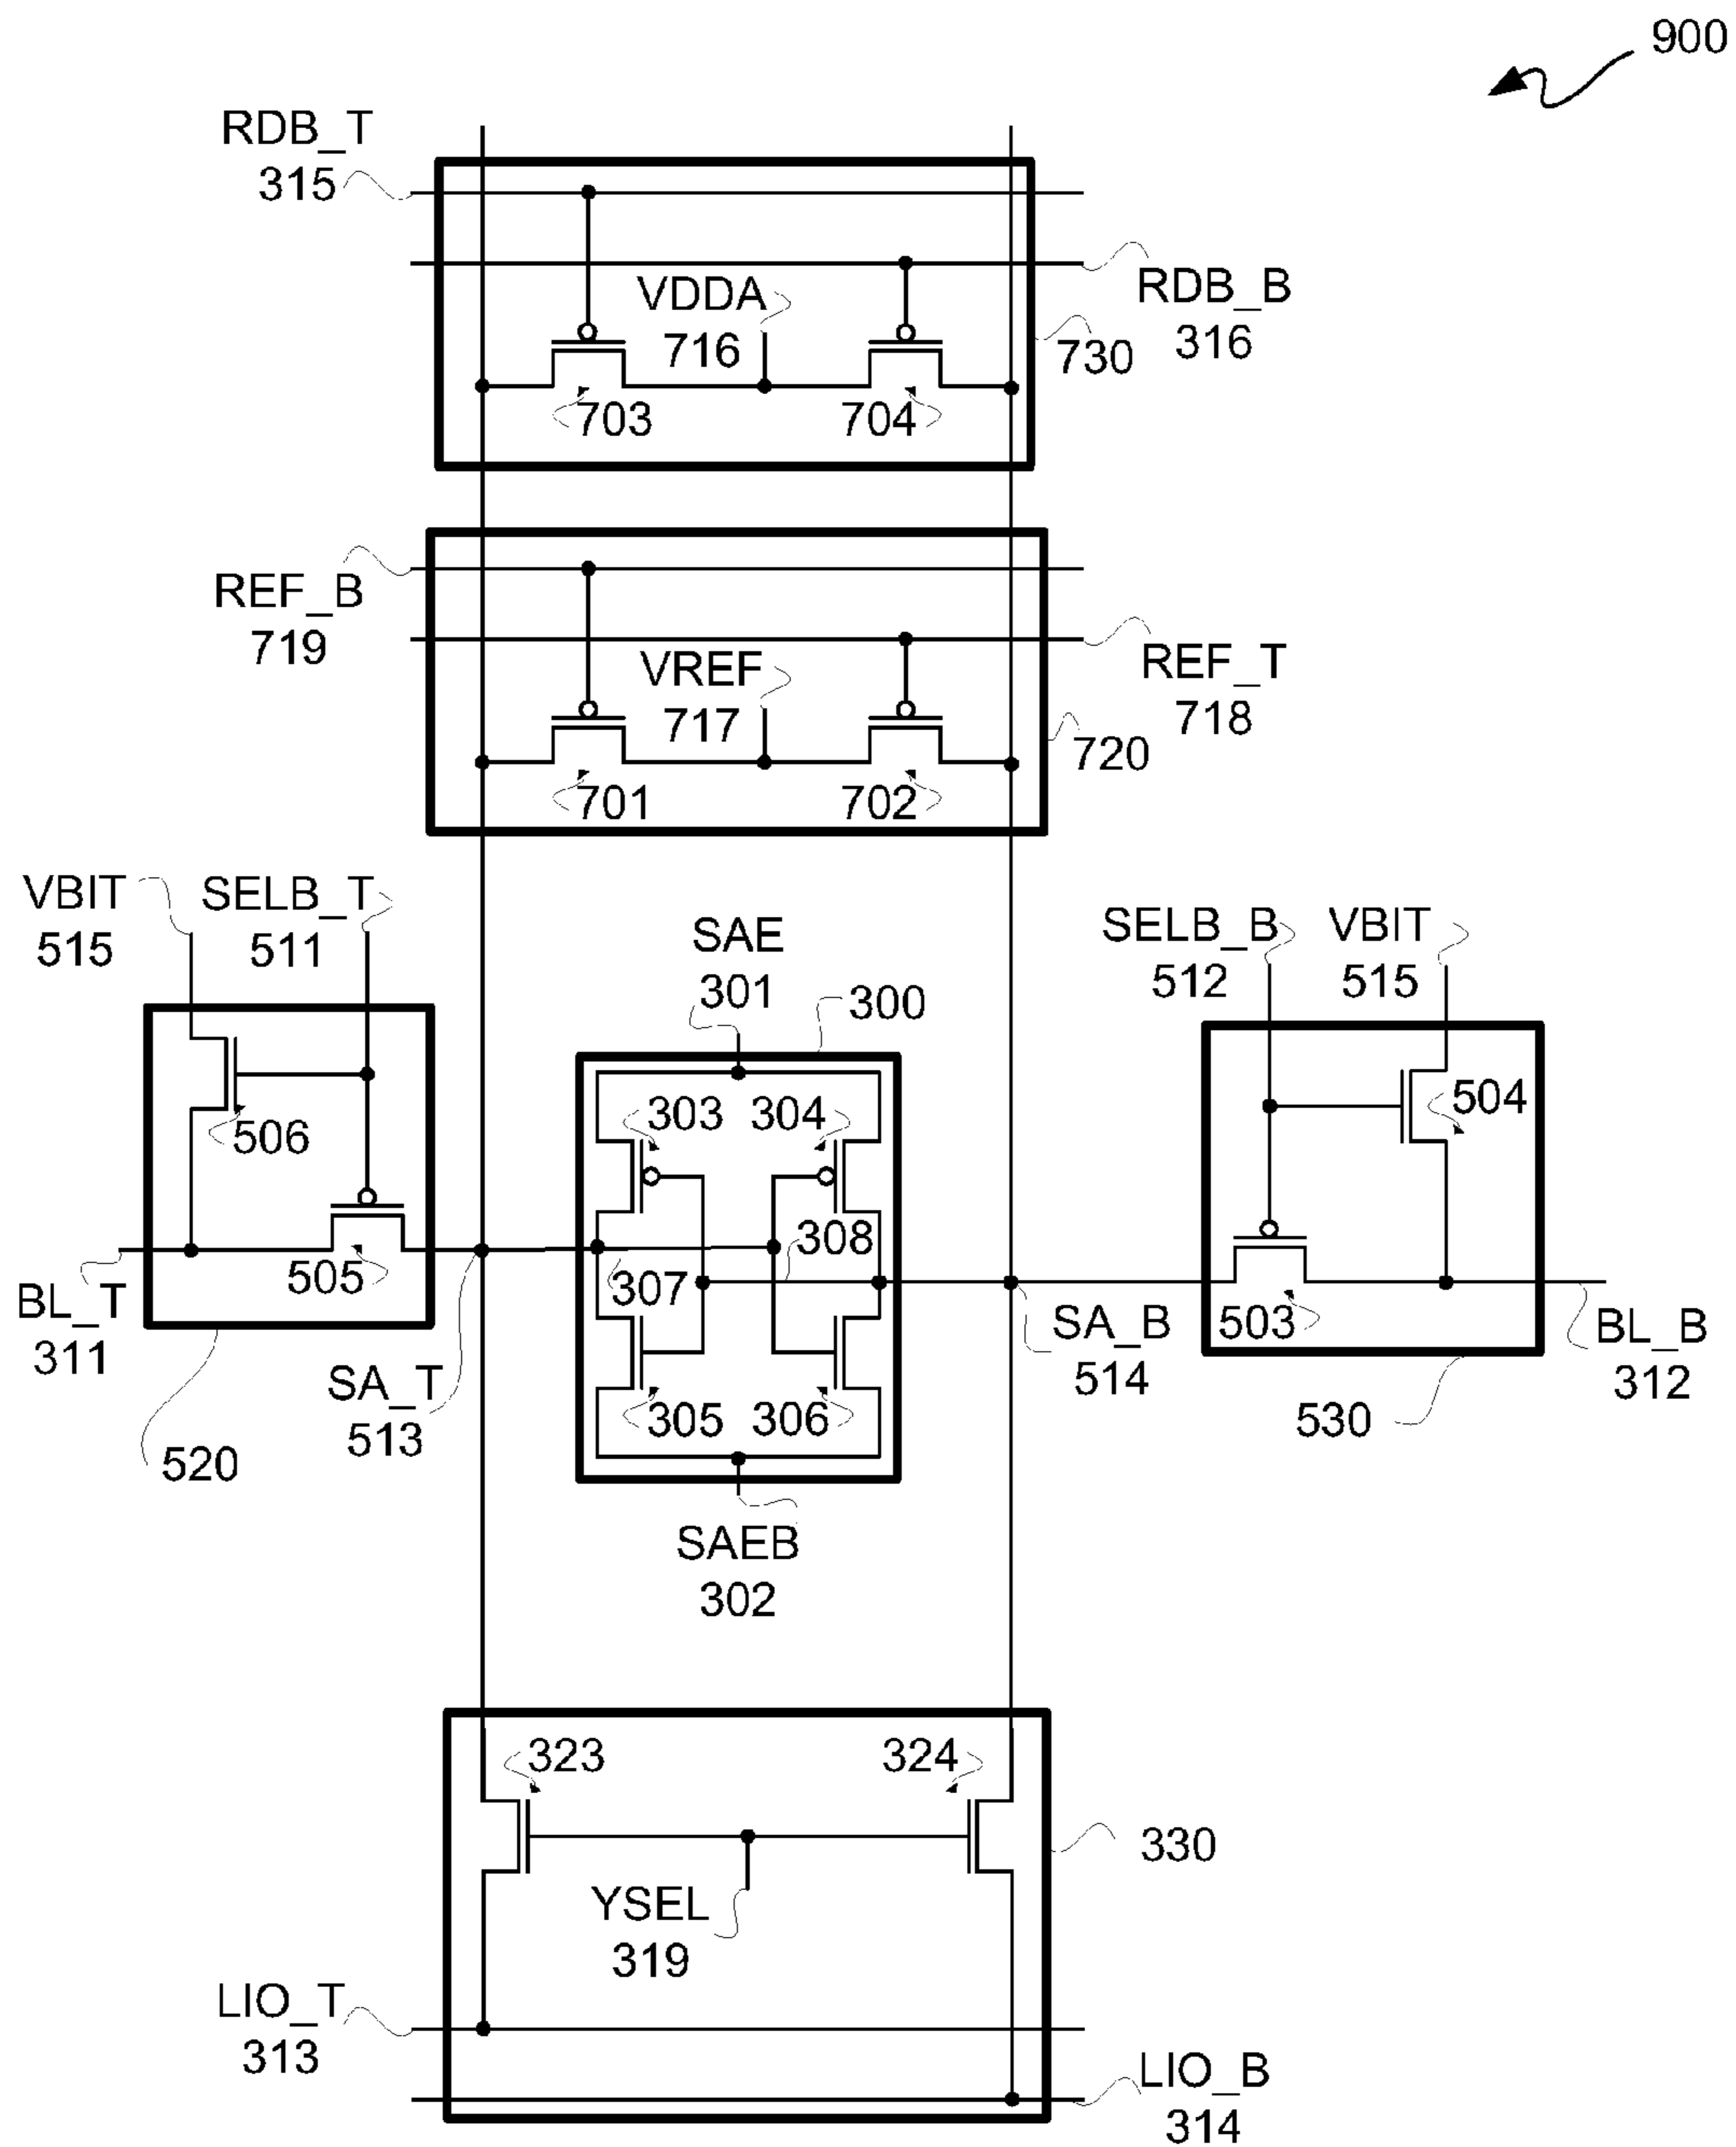 900
RDB_T
315
RDB_B
316
VDDA
716
730
703
704
REF_B
719
REF_T
718
VREF
717
720
701
702
VBIT
515
SELB_T
511
SAE
301
300
SELB_B
512
VBIT
515
303
304
504
506
308
505
307
503
BL_T
311
SA_B
514
BL_B
312
SA_T
513
305
306
530
520
SAEB
302
323
324
330
YSEL
319
LIO_T
313
LIO_B
314